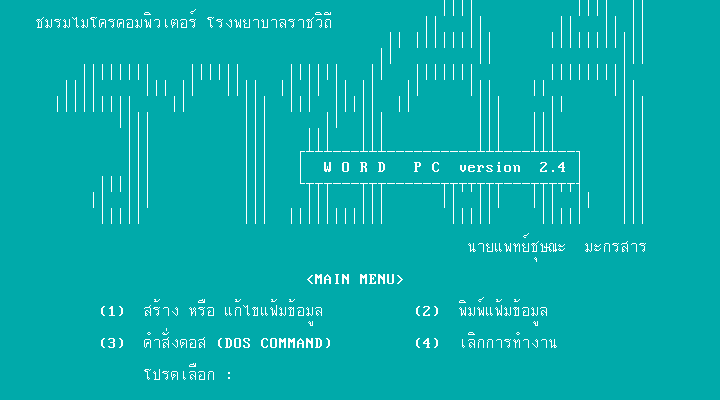 ชมรมไมโครคอมพิวเตอร์ โรงพยาบาลราชวิถี
ราชวิถี
W O R D P C version 2.4
นายแพทย์ชุษณะ มะกรสาร
<MAIN MENU>
(1) สร้าง หรือ แก้ไขแฟ้มข้อมูล (2) พิมพ์แฟ้มข้อมูล
(3) คำสั่งดอส (DOS COMMAND) (4) เลิกการทำงาน
โปรดเลือก :